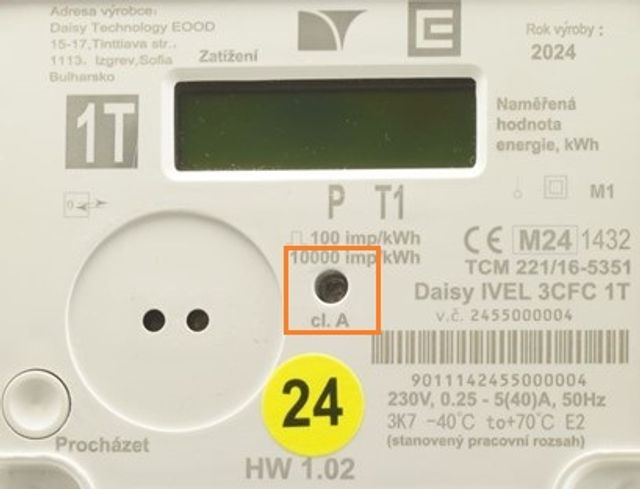 Adresa výrobce:
Daisy Technology EOOD
15-17, Tinttiava str.,
1113. Izgrev, Sofia
Bulharsko
Zatížení
Rok výroby:
2024
1T
Naměřená
hodnota
energie, kWh
P T1
M1
100 imp/kWh
10000 imp/kWh
CE M24 1432
TCM 221/16-5351
Daisy IVEL 3CFC 1T
v.č. 2455000004
cl. A
9011142455000004
24
230V, 0.25 - 5(40)A, 50Hz
3K7 -40°C to+70°C E2
(stanovený pracovní rozsah)
Procházet
HW 1.02